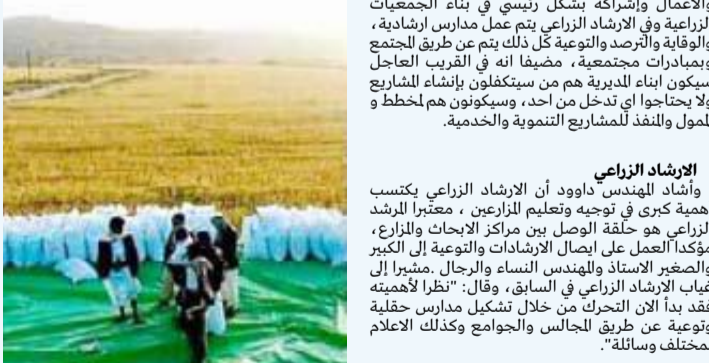 والاعمال وإشراكه بشكل رئيسي في بناء الجمعيات
الزراعية وفي الارشاد الزراعي يتم عمل مدارس ارشادية،
والوقاية والترصد والتوعية كل ذلك يتم عن طريق المجتمع
وبمبادرات مجتمعية، مضيفا انه في القريب العاجل
سيكون ابناء المديرية هم من سيتكفلون بإنشاء المشاريع
ولا يحتاجوا اي تدخل من احد، وسيكونون هم المخطط و
الممول والمنفذ للمشاريع التنموية والخدمية.
الارشاد الزراعي
وأشاد المهندس داوود أن الارشاد الزراعي يكتسب
اهمية كبرى في توجيه وتعليم المزارعين ، معتبرا المرشد
الزراعي هو حلقة الوصل بين مراكز الابحاث والمزارع،
مؤكدا العمل على ايصال الارشادات والتوعية إلى الكبير
والصغير الاستاذ والمهندس النساء والرجال .مشيرا إلى
غياب الارشاد الزراعي في السابق، وقال: "نظرا لأهميته
فقد بدأ الان التحرك من خلال تشكيل مدارس حقلية
وتوعية عن طريق المجالس والجوامع وكذلك الاعلام
بمختلف وسائلة".